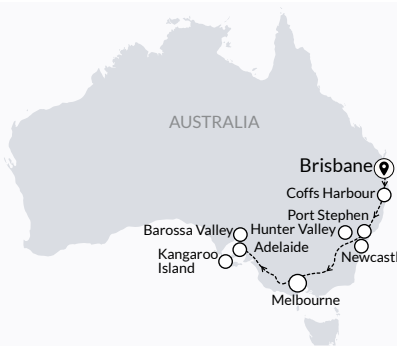 AUSTRALIA
Brisbane
Coffs Harbour
Port Stephen
Barossa Valley
Hunter Valley
Adelaide
Newcastl
Kangaroo
Island
Melbourne